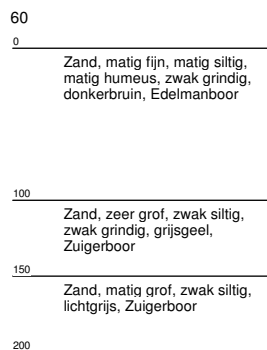 60
0
Zand, matig fijn, matig siltig,
matig humeus, zwak grindig,
donkerbruin, Edelmanboor
100
Zand, zeer grof, zwak siltig,
zwak grindig, grijsgeel,
Zuigerboor
150
Zand, matig grof, zwak siltig,
lichtgrijs, Zuigerboor
200